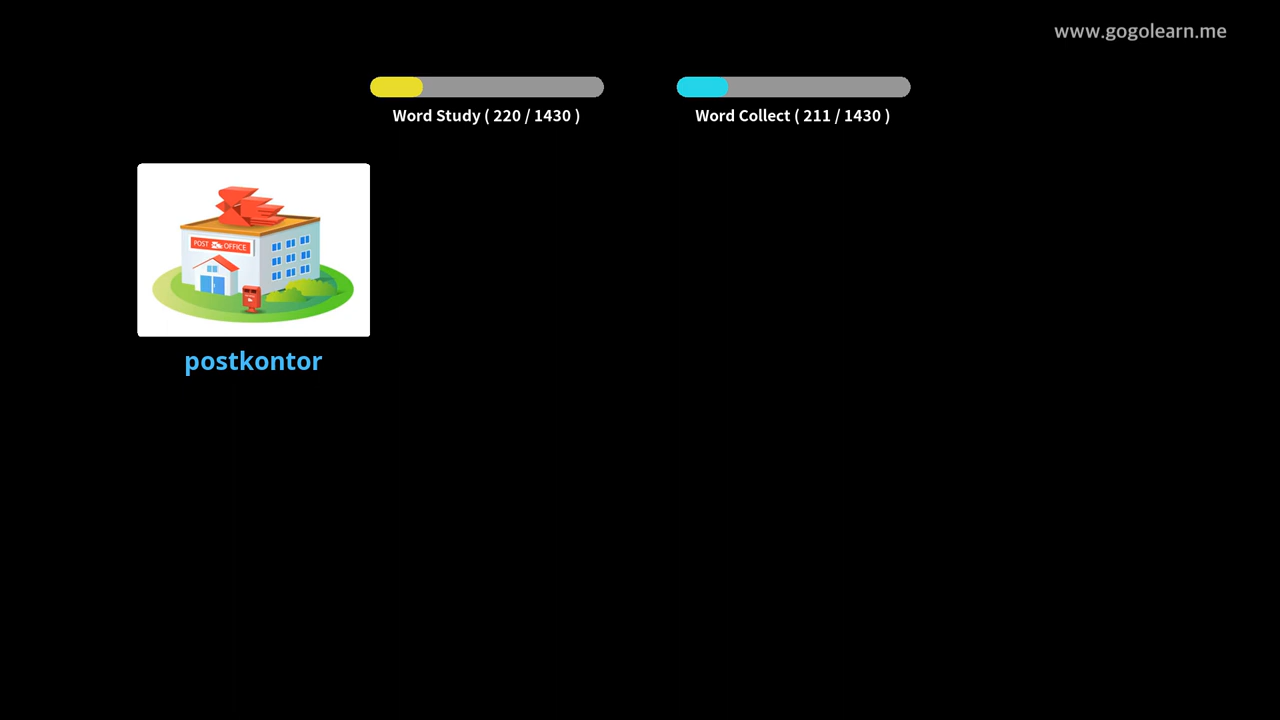 www.gogolearn.me
Word Study ( 220 / 1430 )
Word Collect ( 211 / 1430 )
POST OFFICE
postkontor